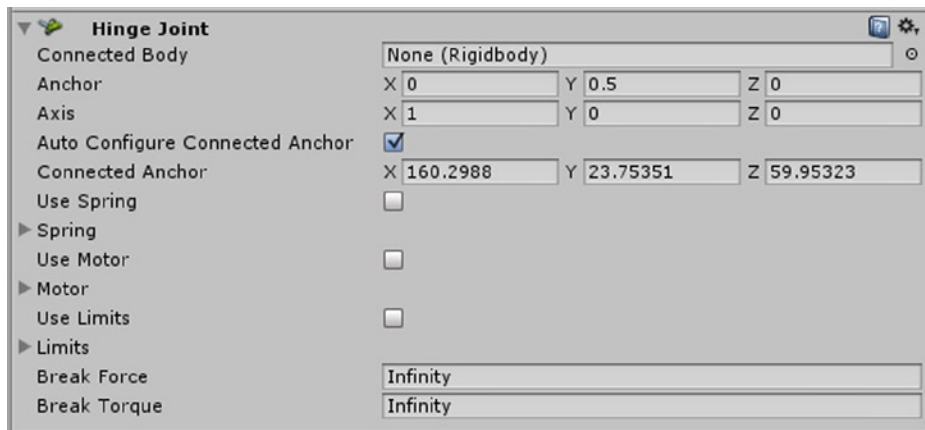 Hinge Joint
Connected Body None (Rigidbody)
Anchor X 0 Y 0.5 Z 0
Axis X 1 Y 0 Z 0
Auto Configure Connected Anchor
Connected Anchor X 160.2988 Y 23.75351 Z 59.95323
Use Spring
Spring
Use Motor
Motor
Use Limits
Limits
Break Force Infinity
Break Torque Infinity